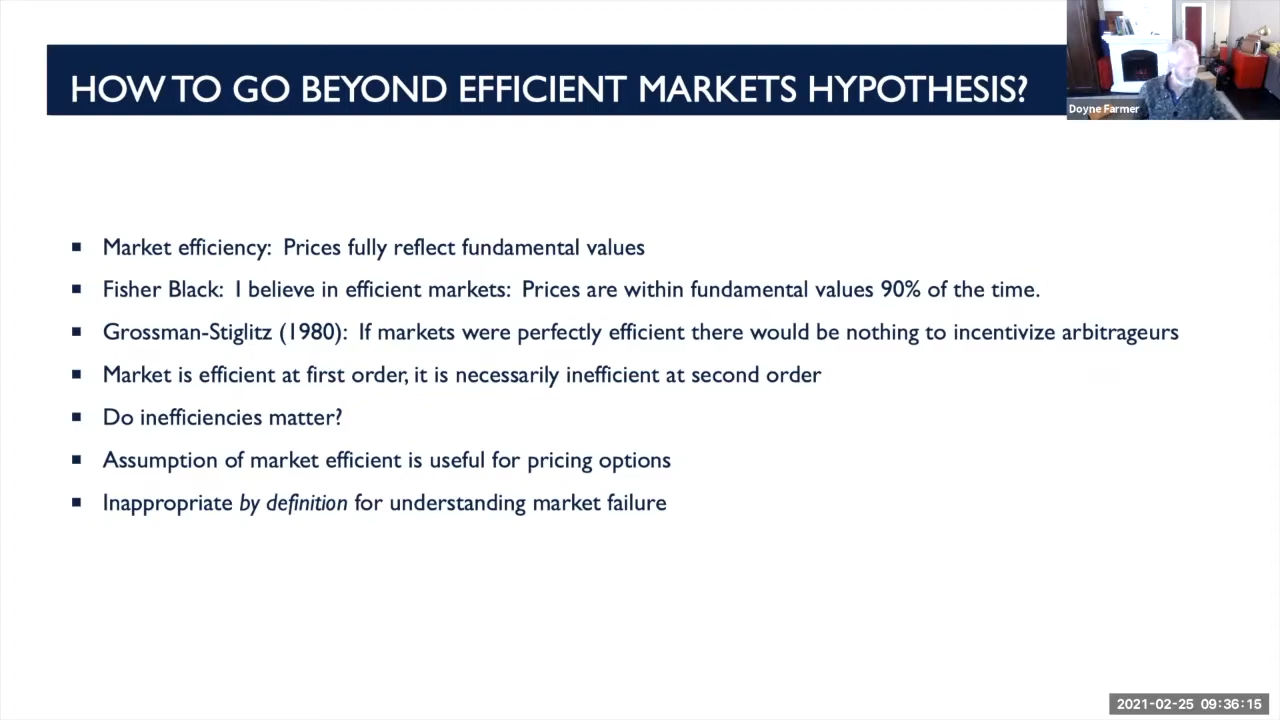 HOW TO GO BEYOND EFFICIENT MARKETS HYPOTHESIS?
Doyne Farmer
■ Market efficiency: Prices fully reflect fundamental values
■ Fisher Black: I believe in efficient markets: Prices are within fundamental values 90% of the time.
■ Grossman-Stiglitz (1980): If markets were perfectly efficient there would be nothing to incentivize arbitrageurs
■ Market is efficient at first order, it is necessarily inefficient at second order
■ Do inefficiencies matter?
■ Assumption of market efficient is useful for pricing options
■ Inappropriate by definition for understanding market failure
2021-02-25 09:36:15